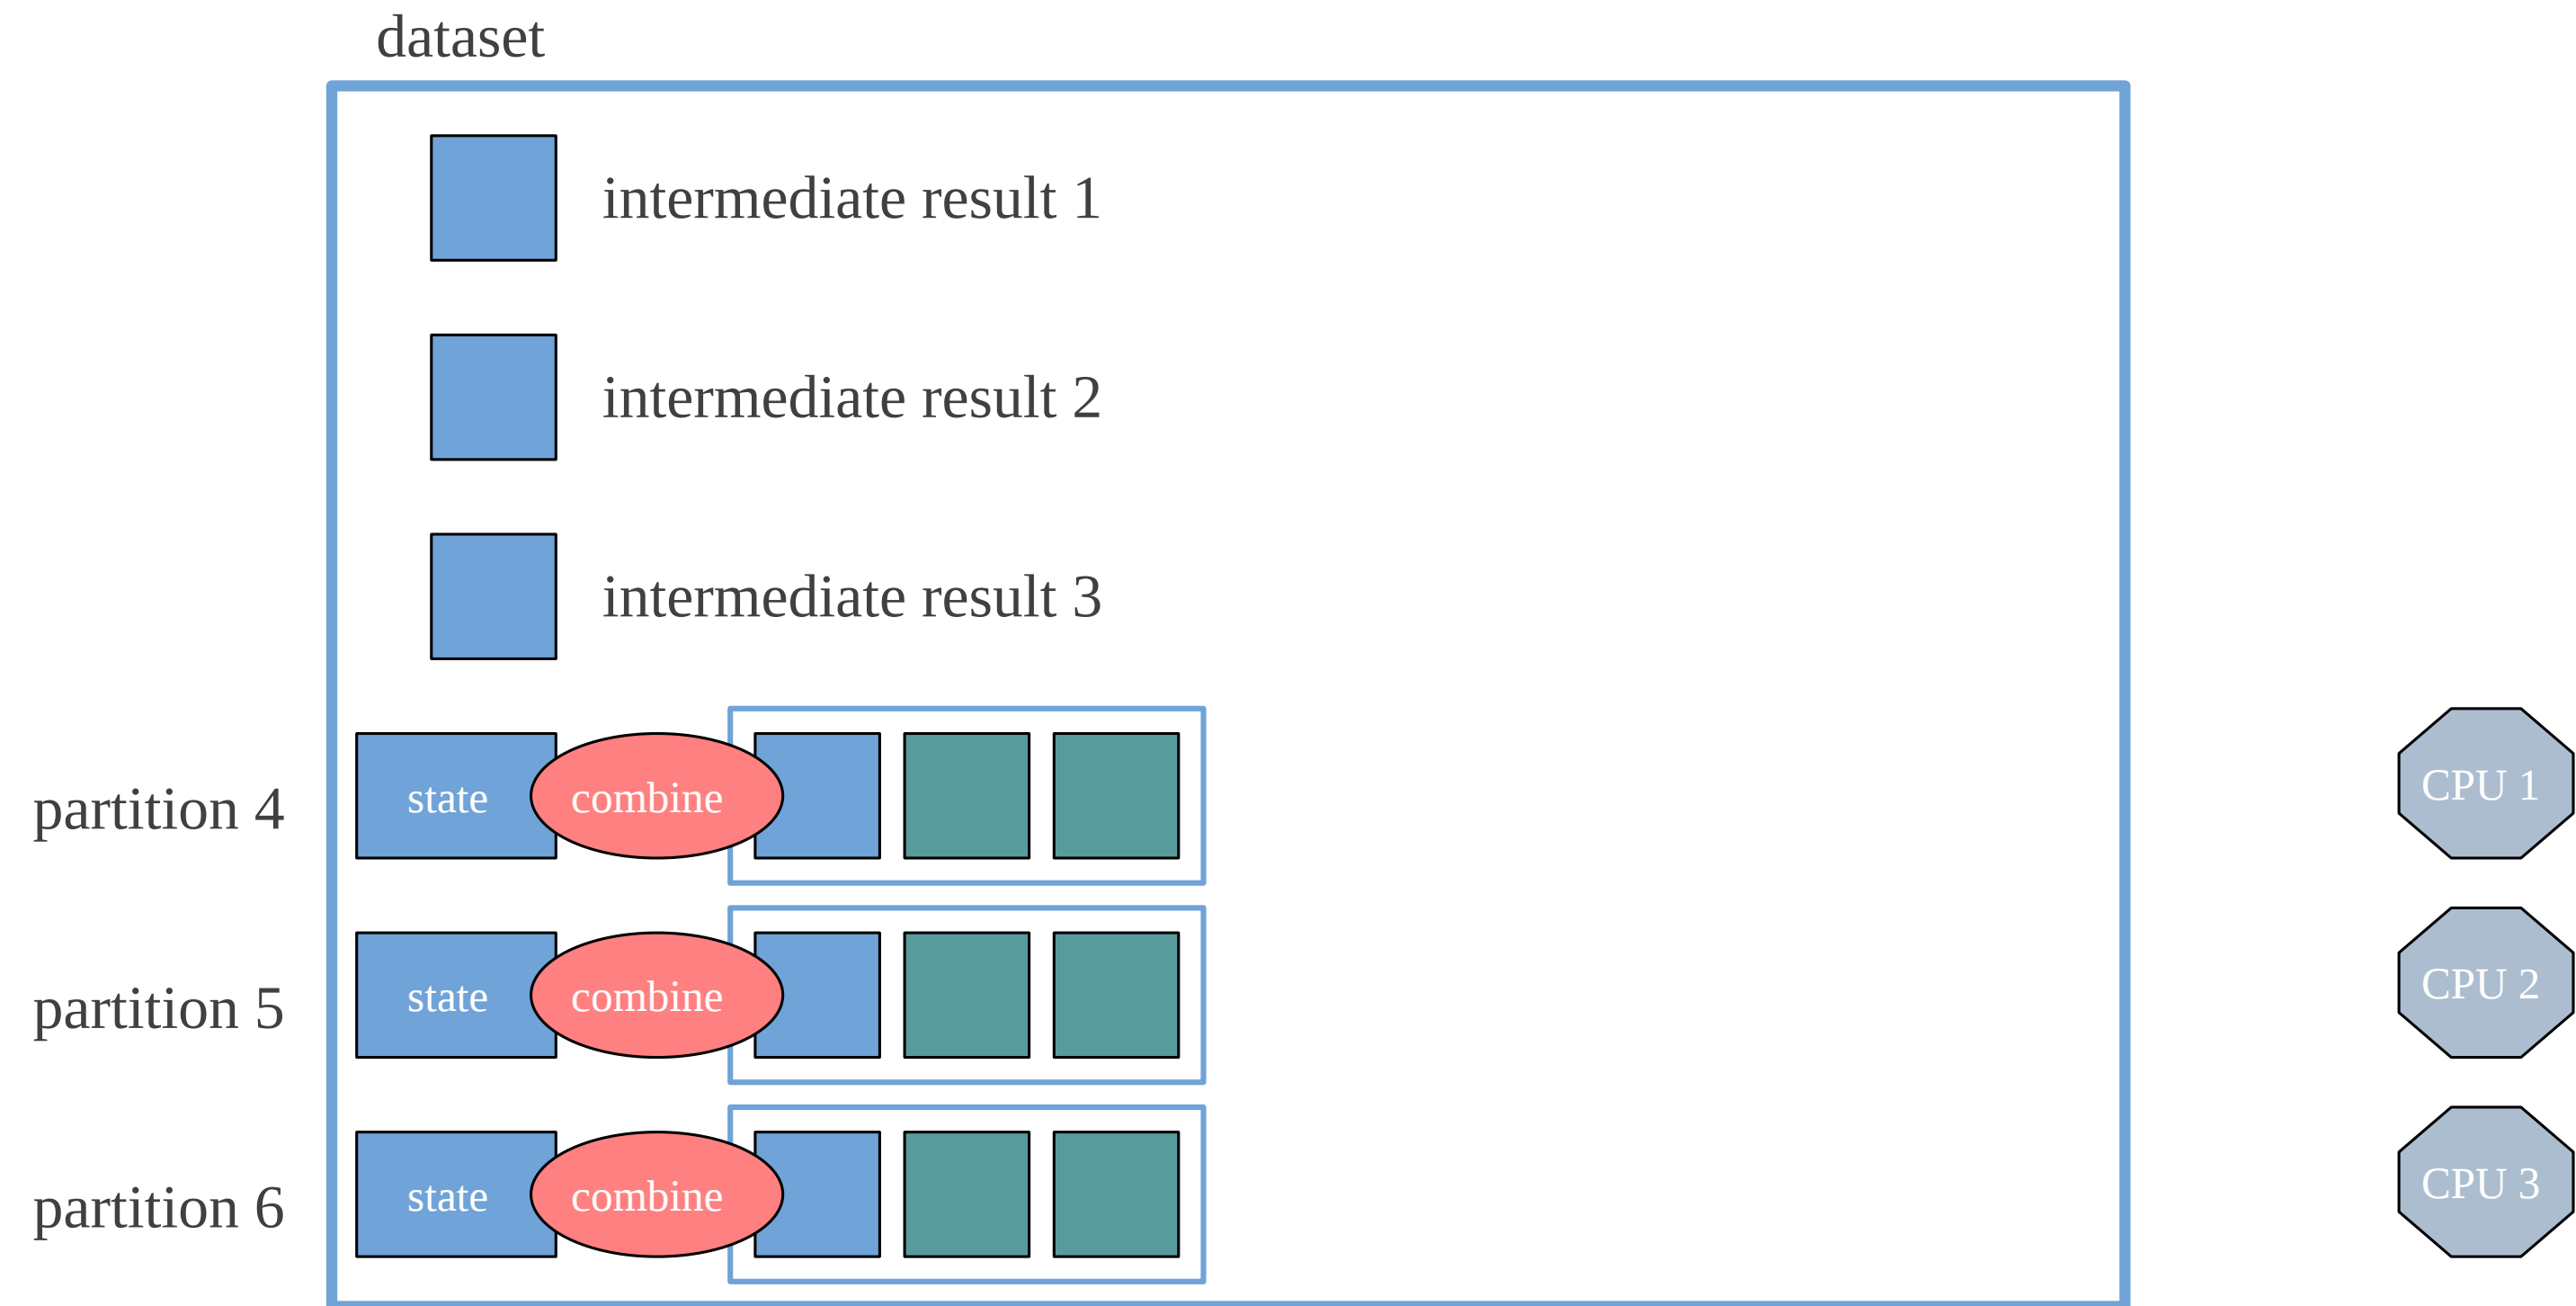 dataset
intermediate result 1
intermediate result 2
intermediate result 3
partition 4
state
combine
CPU 1
partition 5
state
combine
CPU 2
partition 6
state
combine
CPU 3